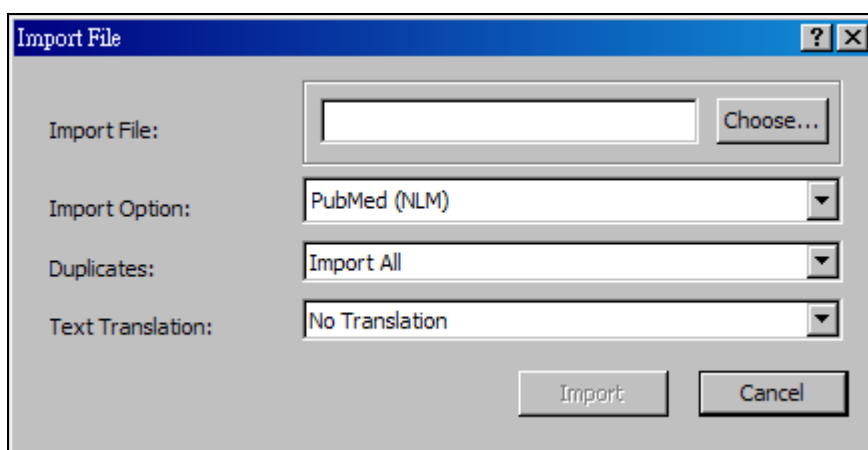 Import File
Import File:
Choose...
Import Option:
PubMed (NLM)
Duplicates:
Import All
Text Translation:
No Translation
Import
Cancel